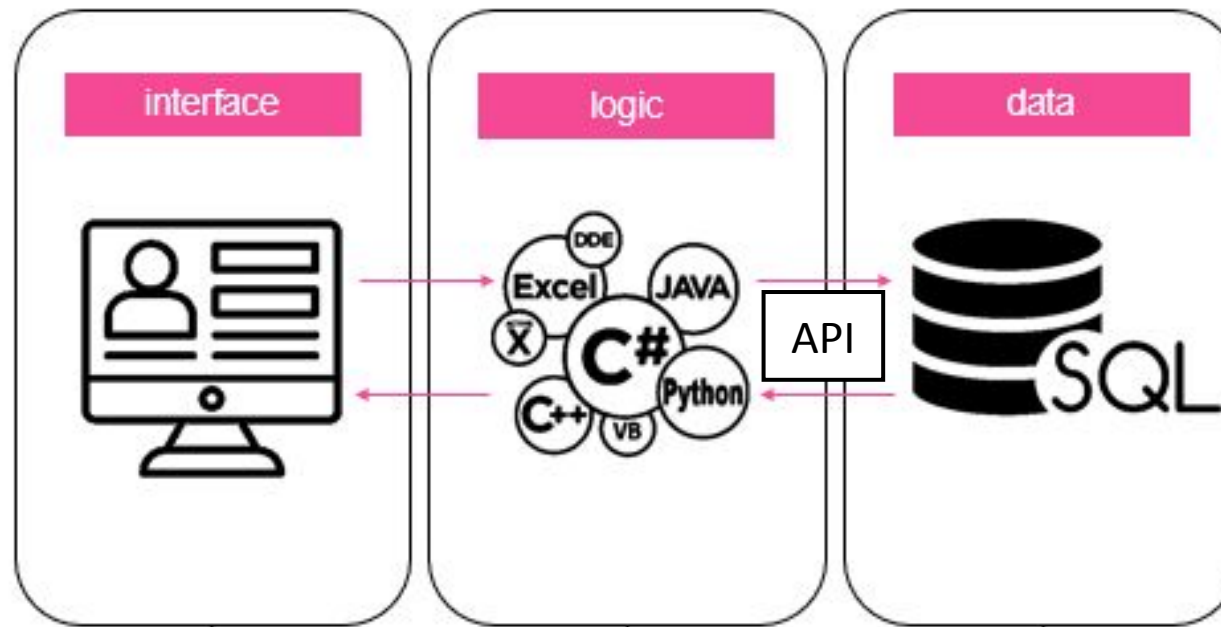 interface
logic
data
DDE
Excel
JAVA
X̅
C#
API
Python
C++
VB
SQL